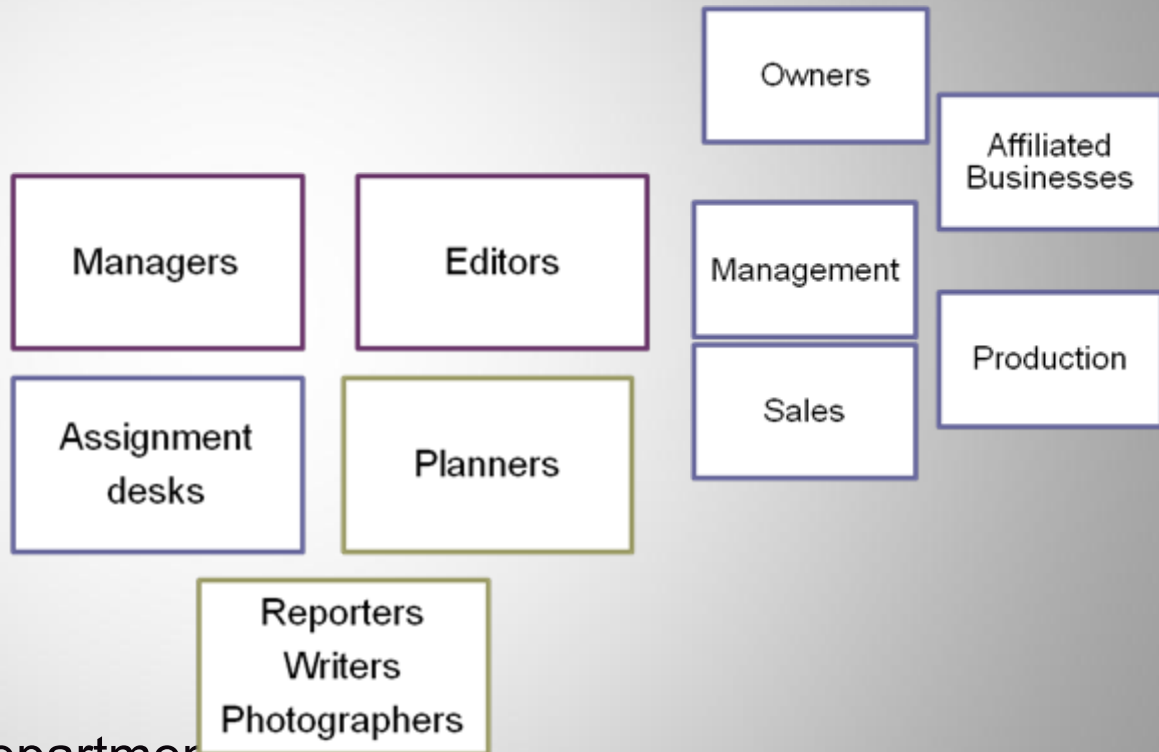 Owners
Affiliated
Businesses
Managers
Editors
Management
Production
Sales
Assignment
desks
Planners
Reporters
Writers
Photographers